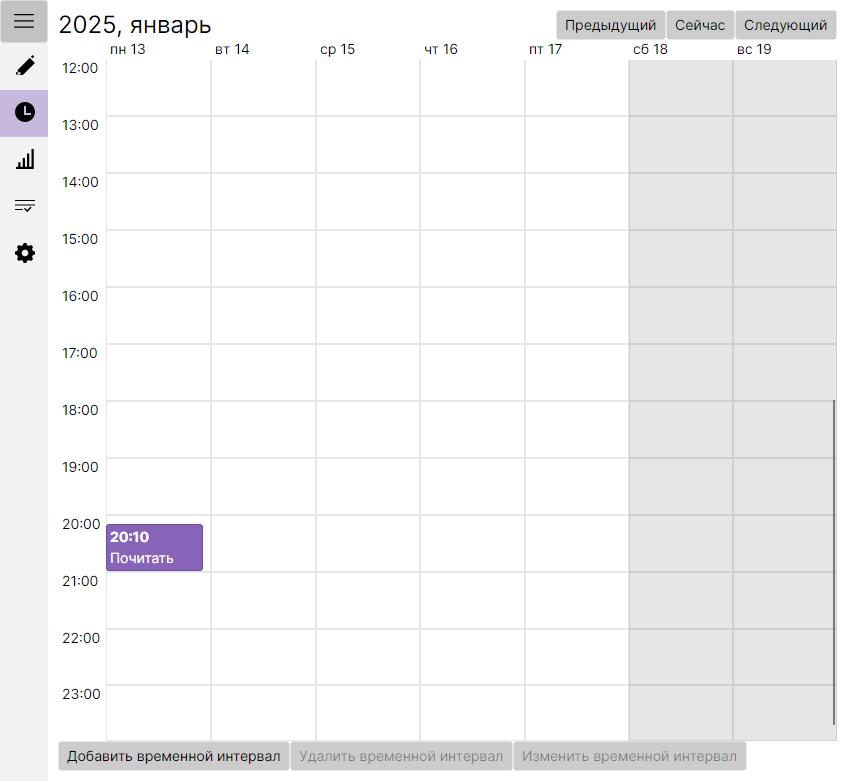 2025, январь
Предыдущий Сейчас Следующий
пн 13 вт 14 ср 15 чт 16 пт 17 сб 18 вс 19
12:00
13:00
14:00
15:00
16:00
17:00
18:00
19:00
20:00
20:10
Почитать
21:00
22:00
23:00
Добавить временной интервал Удалить временной интервал Изменить временной интервал